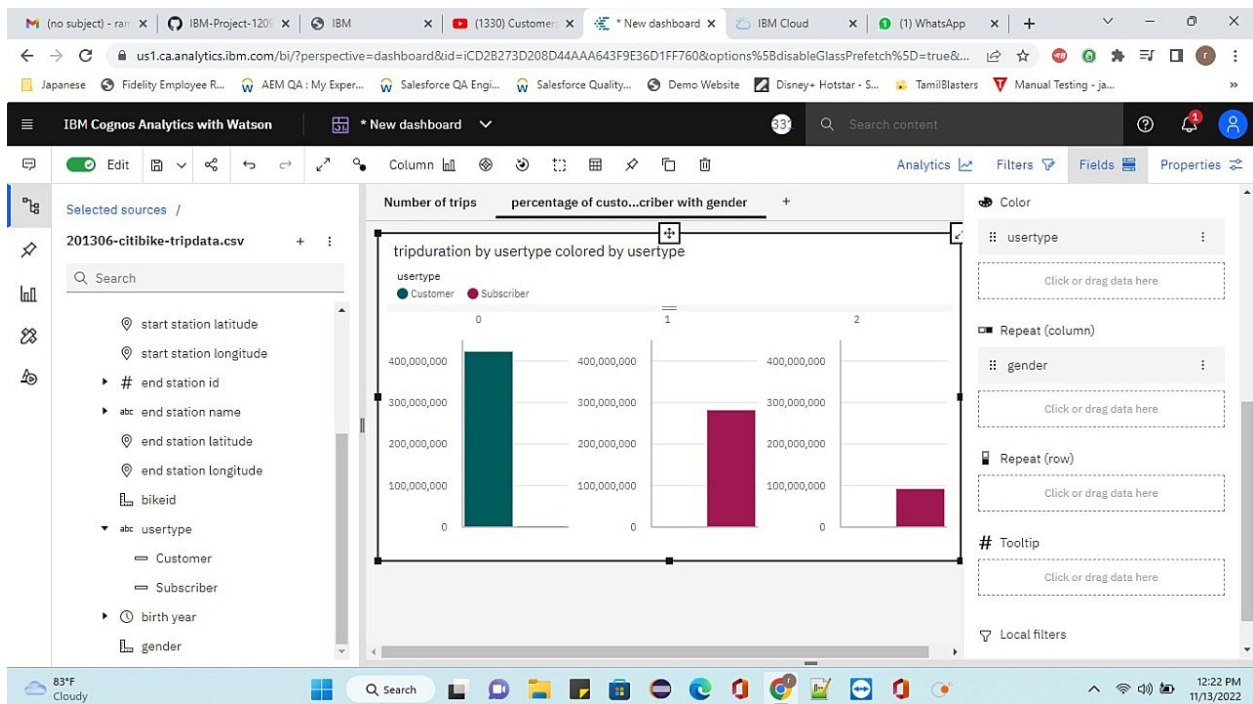 (no subject) - ran
IBM-Project-1209
IBM
(1330) Customer
* New dashboard
IBM Cloud
(1) WhatsApp
us1.ca.analytics.ibm.com/bi/?perspective=dashboard&id=iCD2B273D208D44AAA643F9E36D1FF760&options%5BdisableGlassPrefetch%5D=true&...
Japanese
Fidelity Employee R...
AEM QA : My Exper...
Salesforce QA Engi...
Salesforce Quality...
Demo Website
Disney+ Hotstar - S...
TamilBlasters
Manual Testing - ja...
IBM Cognos Analytics with Watson
* New dashboard
Search content
1
Edit
Column
Analytics
Filters
Fields
Properties
Selected sources /
201306-citibike-tripdata.csv
Search
start station latitude
start station longitude
# end station id
abc end station name
end station latitude
end station longitude
bikeid
abc usertype
Customer
Subscriber
birth year
gender
Number of trips
percentage of custo...criber with gender
tripduration by usertype colored by usertype
usertype
Customer Subscriber
0 1 2
400,000,000 400,000,000 400,000,000
300,000,000 300,000,000 300,000,000
200,000,000 200,000,000 200,000,000
100,000,000 100,000,000 100,000,000
0 0 0
Color
usertype
Click or drag data here
Repeat (column)
gender
Click or drag data here
Repeat (row)
Click or drag data here
# Tooltip
Click or drag data here
Local filters
83°F
Cloudy
Search
12:22 PM
11/13/2022